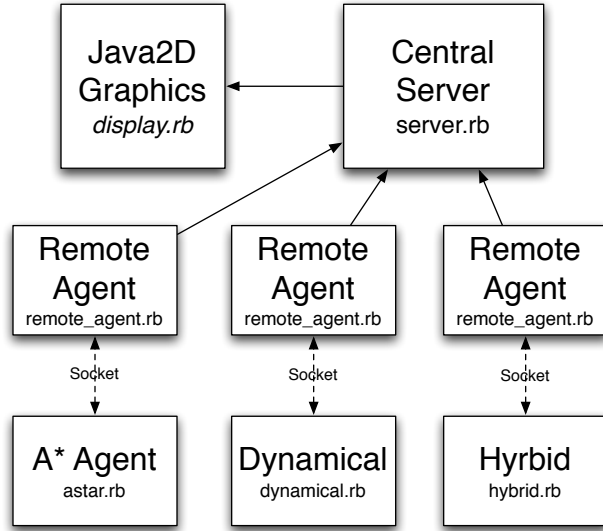 Java2D
Graphics
display.rb
Central
Server
server.rb
Remote
Agent
remote_agent.rb
Remote
Agent
remote_agent.rb
Remote
Agent
remote_agent.rb
Socket
Socket
Socket
A* Agent
astar.rb
Dynamical
dynamical.rb
Hyrbid
hybrid.rb